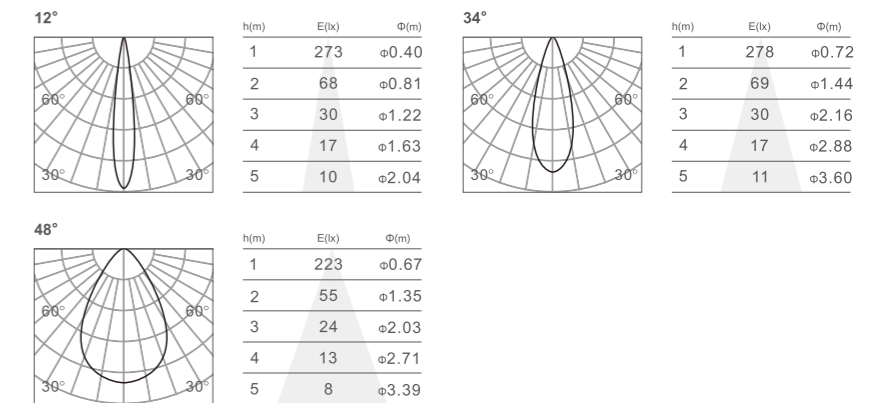 12°
h(m) E(lx) Φ(m)
1 273 Φ0.40
2 68 Φ0.81
3 30 Φ1.22
4 17 Φ1.63
5 10 Φ2.04
60° 60°
30° 30°
34°
h(m) E(lx) Φ(m)
1 278 Φ0.72
2 69 Φ1.44
3 30 Φ2.16
4 17 Φ2.88
5 11 Φ3.60
60° 60°
30° 30°
48°
h(m) E(lx) Φ(m)
1 223 Φ0.67
2 55 Φ1.35
3 24 Φ2.03
4 13 Φ2.71
5 8 Φ3.39
60° 60°
30° 30°